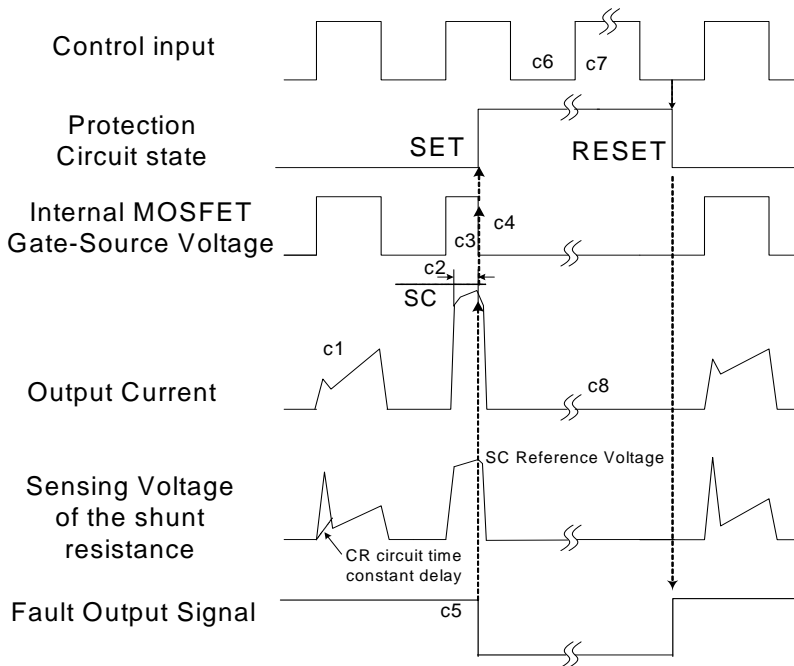 Control input
c6
c7
Protection
Circuit state
SET
RESET
Internal MOSFET
Gate-Source Voltage
c3
c4
c2
SC
c1
Output Current
c8
SC Reference Voltage
Sensing Voltage
of the shunt
resistance
CR circuit time
constant delay
Fault Output Signal
c5